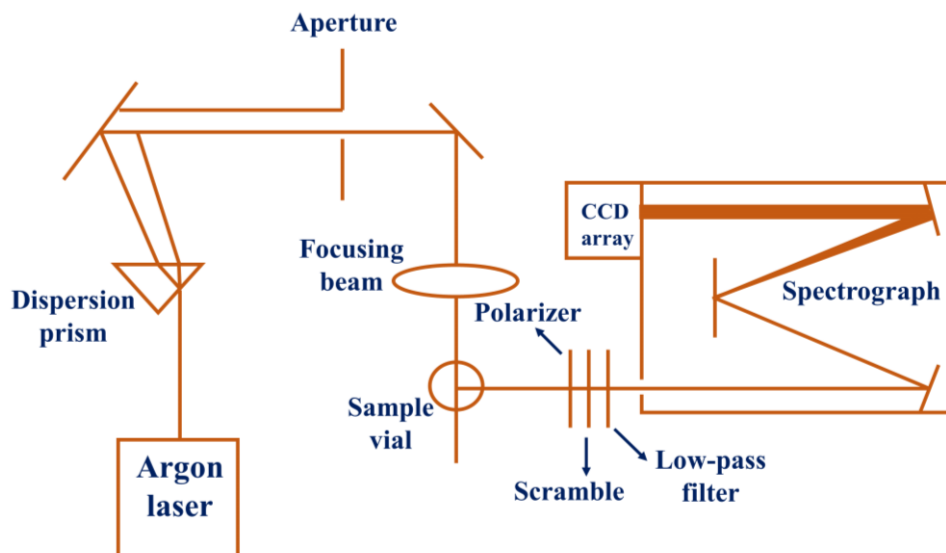 Aperture
CCD
array
Focusing
beam
Spectrograph
Dispersion
prism
Polarizer
Sample
vial
Argon
laser
Scramble
Low-pass
filter